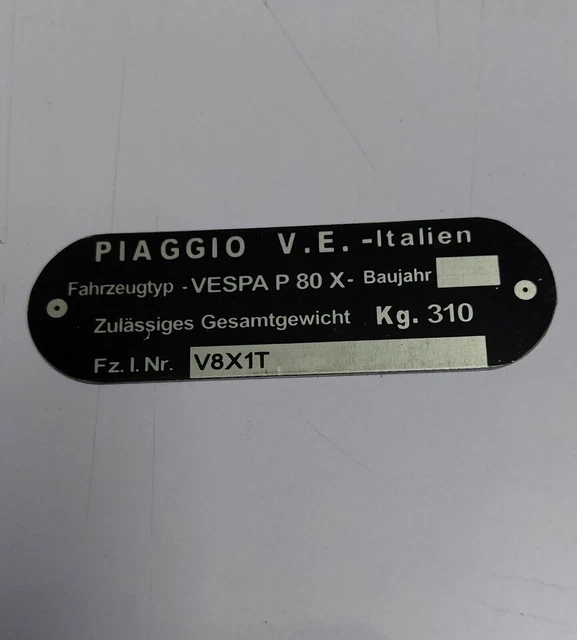 PIAGGIO V.E. -Italien
Fahrzeugtyp - VESPA P 80 X- Baujahr
Zulässiges Gesamtgewicht Kg. 310
Fz. I. Nr. V8X1T